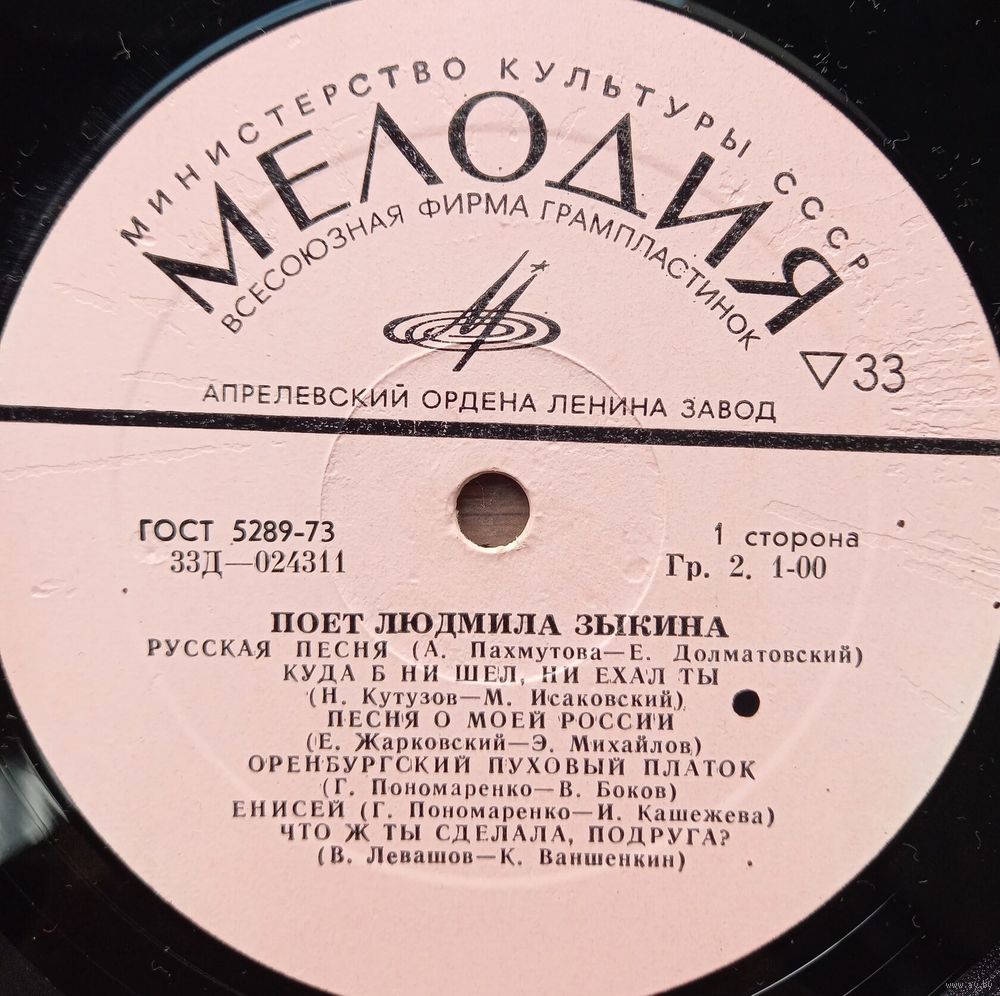 МИНИСТЕРСТВО КУЛЬТУРЫ СССР
МЕЛОДИЯ
ВСЕСОЮЗНАЯ ФИРМА ГРАМПЛАСТИНОК
▽33
АПРЕЛЕВСКИЙ ОРДЕНА ЛЕНИНА ЗАВОД
ГОСТ 5289-73
33Д—024311
1 сторона
Гр. 2. 1-00
ПОЕТ ЛЮДМИЛА ЗЫКИНА
РУССКАЯ ПЕСНЯ (А. Пахмутова—Е. Долматовский)
КУДА Б НИ ШЕЛ, НИ ЕХАЛ ТЫ
(Н. Кутузов—М. Исаковский)
ПЕСНЯ О МОЕЙ РОССИИ
(Е. Жарковский—Э. Михайлов)
ОРЕНБУРГСКИЙ ПУХОВЫЙ ПЛАТОК
(Г. Пономаренко—В. Боков)
ЕНИСЕЙ (Г. Пономаренко—И. Кашежева)
ЧТО Ж ТЫ СДЕЛАЛА, ПОДРУГА?
(В. Левашов—К. Ваншенкин)
www.ay.by